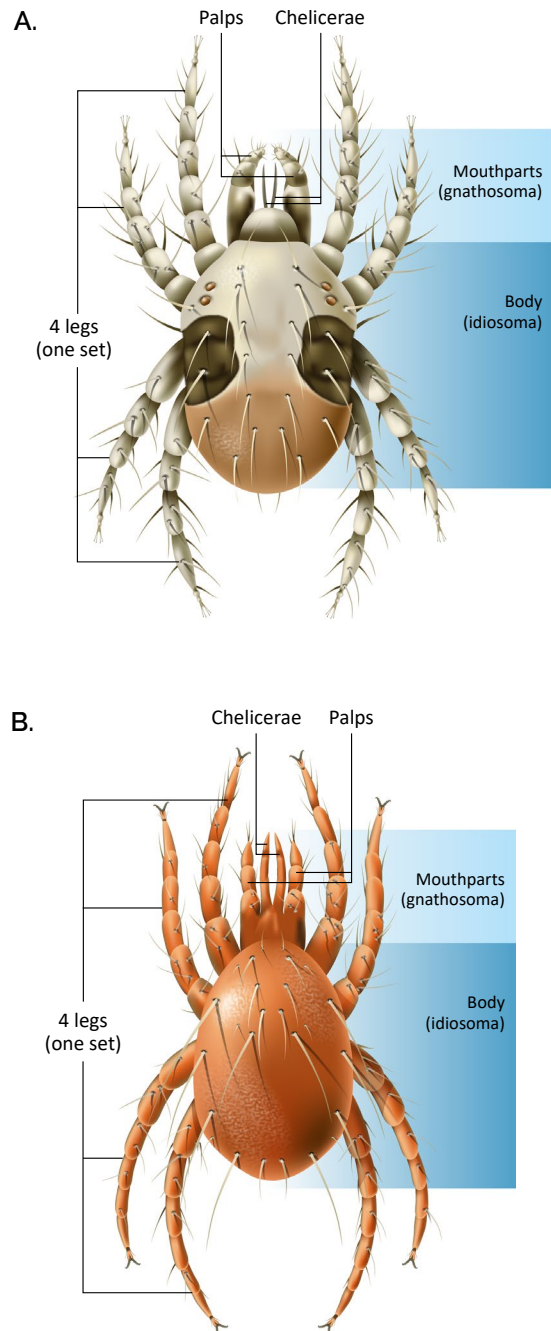 A.
Palps
Chelicerae
Mouthparts
(gnathosoma)
Body
(idiosoma)
4 legs
(one set)
B.
Chelicerae
Palps
Mouthparts
(gnathosoma)
Body
(idiosoma)
4 legs
(one set)